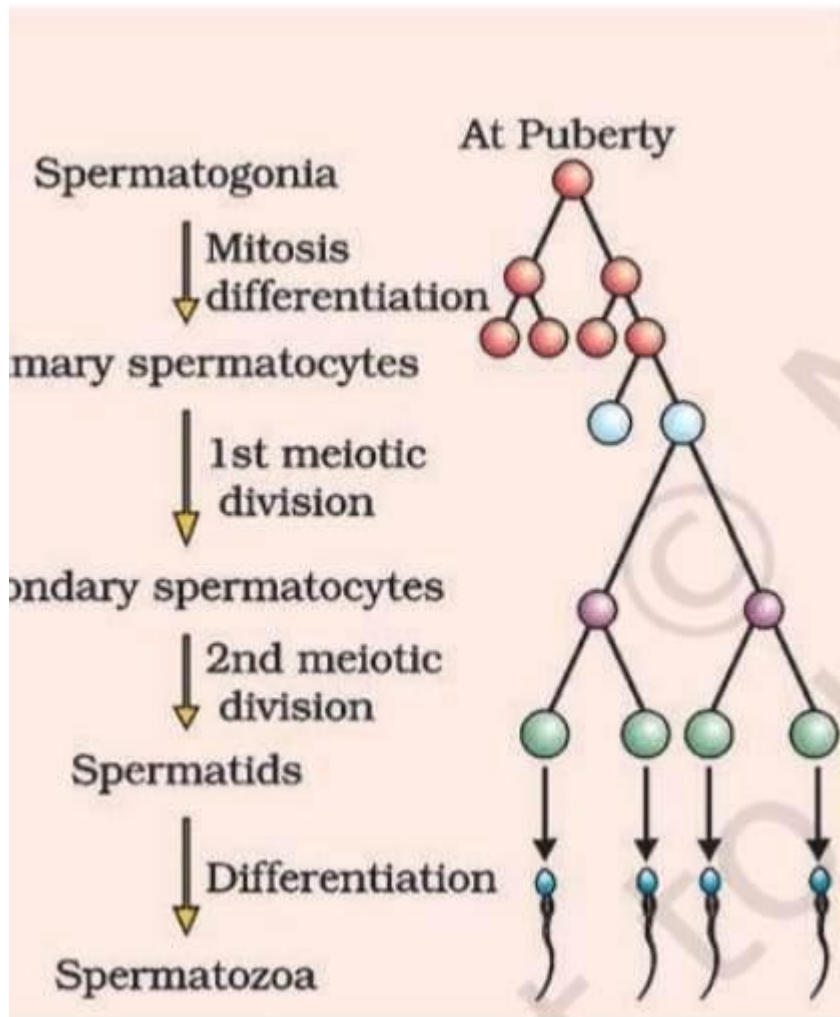 At Puberty
Spermatogonia
Mitosis
differentiation
mary spermatocytes
1st meiotic
division
ondary spermatocytes
2nd meiotic
division
Spermatids
Differentiation
Spermatozoa